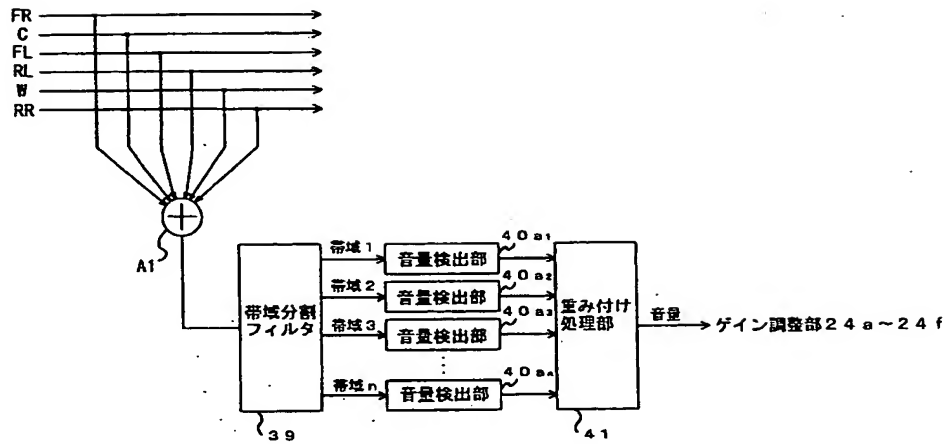 FR
C
FL
RL
W
RR
A1
帯域分割
フィルタ
39
帯域1
帯域2
帯域3
帯域n
音量検出部
40a1
音量検出部
40a2
音量検出部
40a3
音量検出部
40an
重み付け
処理部
41
音量
ゲイン調整部24a～24f